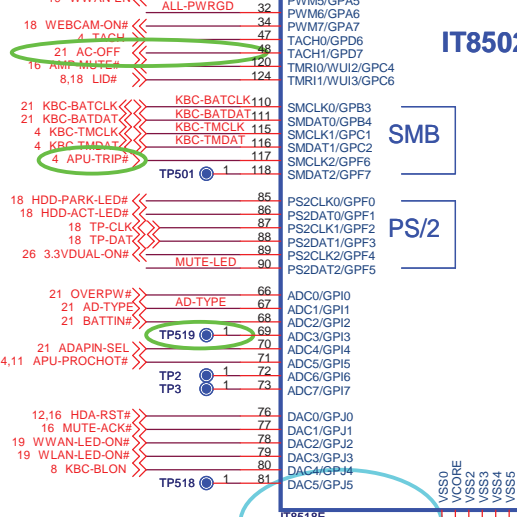 19 WWAN-EN
ALL-PWRGD 32 PWM5/GPA5
PWM6/GPA6
18 WEBCAM-ON# 34 PWM7/GPA7
4 TACH 47 TACH0/GPD6
21 AC-OFF 48 TACH1/GPD7
16 AMP-MUTE# 120 TMRI0/WUI2/GPC4
8,18 LID# 124 TMRI1/WUI3/GPC6
IT8502
21 KBC-BATCLK KBC-BATCLK 110 SMCLK0/GPB3
21 KBC-BATDAT KBC-BATDAT 111 SMDAT0/GPB4
4 KBC-TMCLK KBC-TMCLK 115 SMCLK1/GPC1
4 KBC-TMDAT KBC-TMDAT 116 SMDAT1/GPC2
4 APU-TRIP# 117 SMCLK2/GPF6
TP501 1 118 SMDAT2/GPF7
SMB
18 HDD-PARK-LED# 85 PS2CLK0/GPF0
18 HDD-ACT-LED# 86 PS2DAT0/GPF1
18 TP-CLK 87 PS2CLK1/GPF2
18 TP-DAT 88 PS2DAT1/GPF3
26 3.3VDUAL-ON# 89 PS2CLK2/GPF4
MUTE-LED 90 PS2DAT2/GPF5
PS/2
21 OVERPW# 66 ADC0/GPI0
21 AD-TYPE AD-TYPE 67 ADC1/GPI1
21 BATTIN# 68 ADC2/GPI2
TP519 1 69 ADC3/GPI3
21 ADAPIN-SEL 70 ADC4/GPI4
4,11 APU-PROCHOT# 71 ADC5/GPI5
TP2 1 72 ADC6/GPI6
TP3 1 73 ADC7/GPI7
12,16 HDA-RST# 76 DAC0/GPJ0
16 MUTE-ACK# 77 DAC1/GPJ1
19 WWAN-LED-ON# 78 DAC2/GPJ2
19 WLAN-LED-ON# 79 DAC3/GPJ3
8 KBC-BLON 80 DAC4/GPJ4
TP518 1 81 DAC5/GPJ5
VSS0
VCORE
VSS2
VSS3
VSS4
VSS5
IT8518E